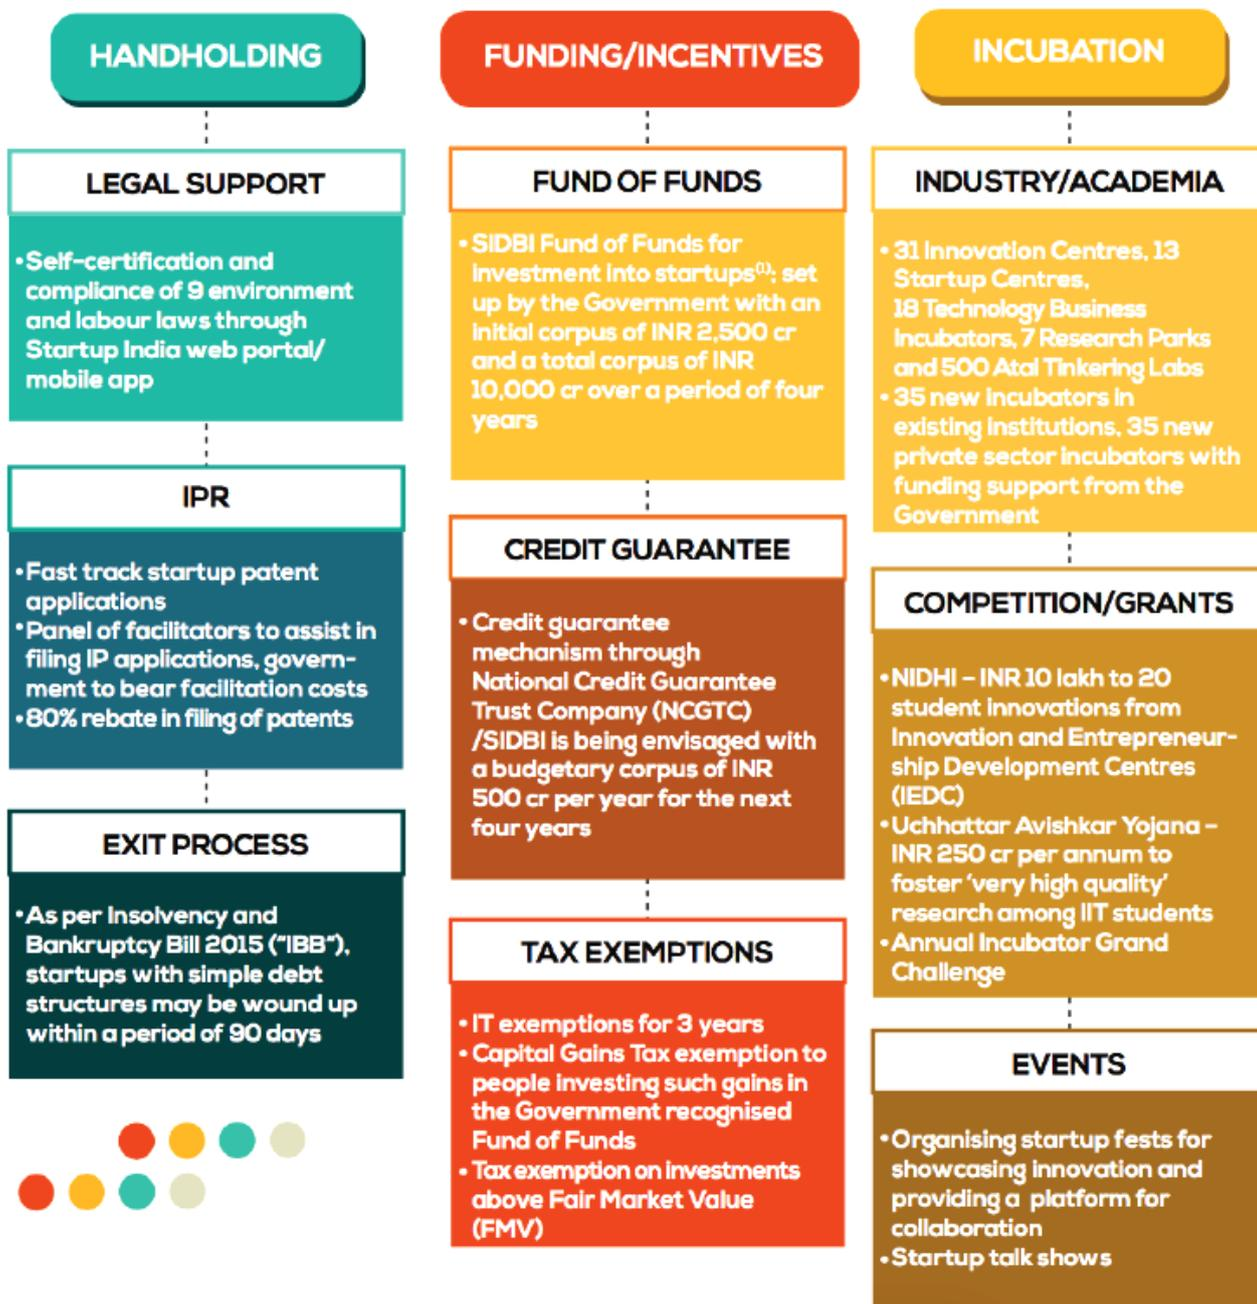 HANDHOLDING
LEGAL SUPPORT
•Self-certification and
compliance of 9 environment
and labour laws through
Startup India web portal/
mobile app
IPR
•Fast track startup patent
applications
•Panel of facilitators to assist in
filing IP applications, govern-
ment to bear facilitation costs
•80% rebate in filing of patents
EXIT PROCESS
•As per Insolvency and
Bankruptcy Bill 2015 ("IBB"),
startups with simple debt
structures may be wound up
within a period of 90 days
FUNDING/INCENTIVES
FUND OF FUNDS
• SIDBI Fund of Funds for
investment into startups(1); set
up by the Government with an
initial corpus of INR 2,500 cr
and a total corpus of INR
10,000 cr over a period of four
years
CREDIT GUARANTEE
• Credit guarantee
mechanism through
National Credit Guarantee
Trust Company (NCGTC)
/SIDBI is being envisaged with
a budgetary corpus of INR
500 cr per year for the next
four years
TAX EXEMPTIONS
• IT exemptions for 3 years
• Capital Gains Tax exemption to
people investing such gains in
the Government recognised
Fund of Funds
• Tax exemption on investments
above Fair Market Value
(FMV)
INCUBATION
INDUSTRY/ACADEMIA
• 31 Innovation Centres, 13
Startup Centres,
18 Technology Business
Incubators, 7 Research Parks
and 500 Atal Tinkering Labs
• 35 new incubators in
existing institutions, 35 new
private sector incubators with
funding support from the
Government
COMPETITION/GRANTS
•NIDHI – INR 10 lakh to 20
student innovations from
Innovation and Entrepreneur-
ship Development Centres
(IEDC)
•Uchhattar Avishkar Yojana –
INR 250 cr per annum to
foster 'very high quality'
research among IIT students
•Annual Incubator Grand
Challenge
EVENTS
•Organising startup fests for
showcasing innovation and
providing a platform for
collaboration
•Startup talk shows